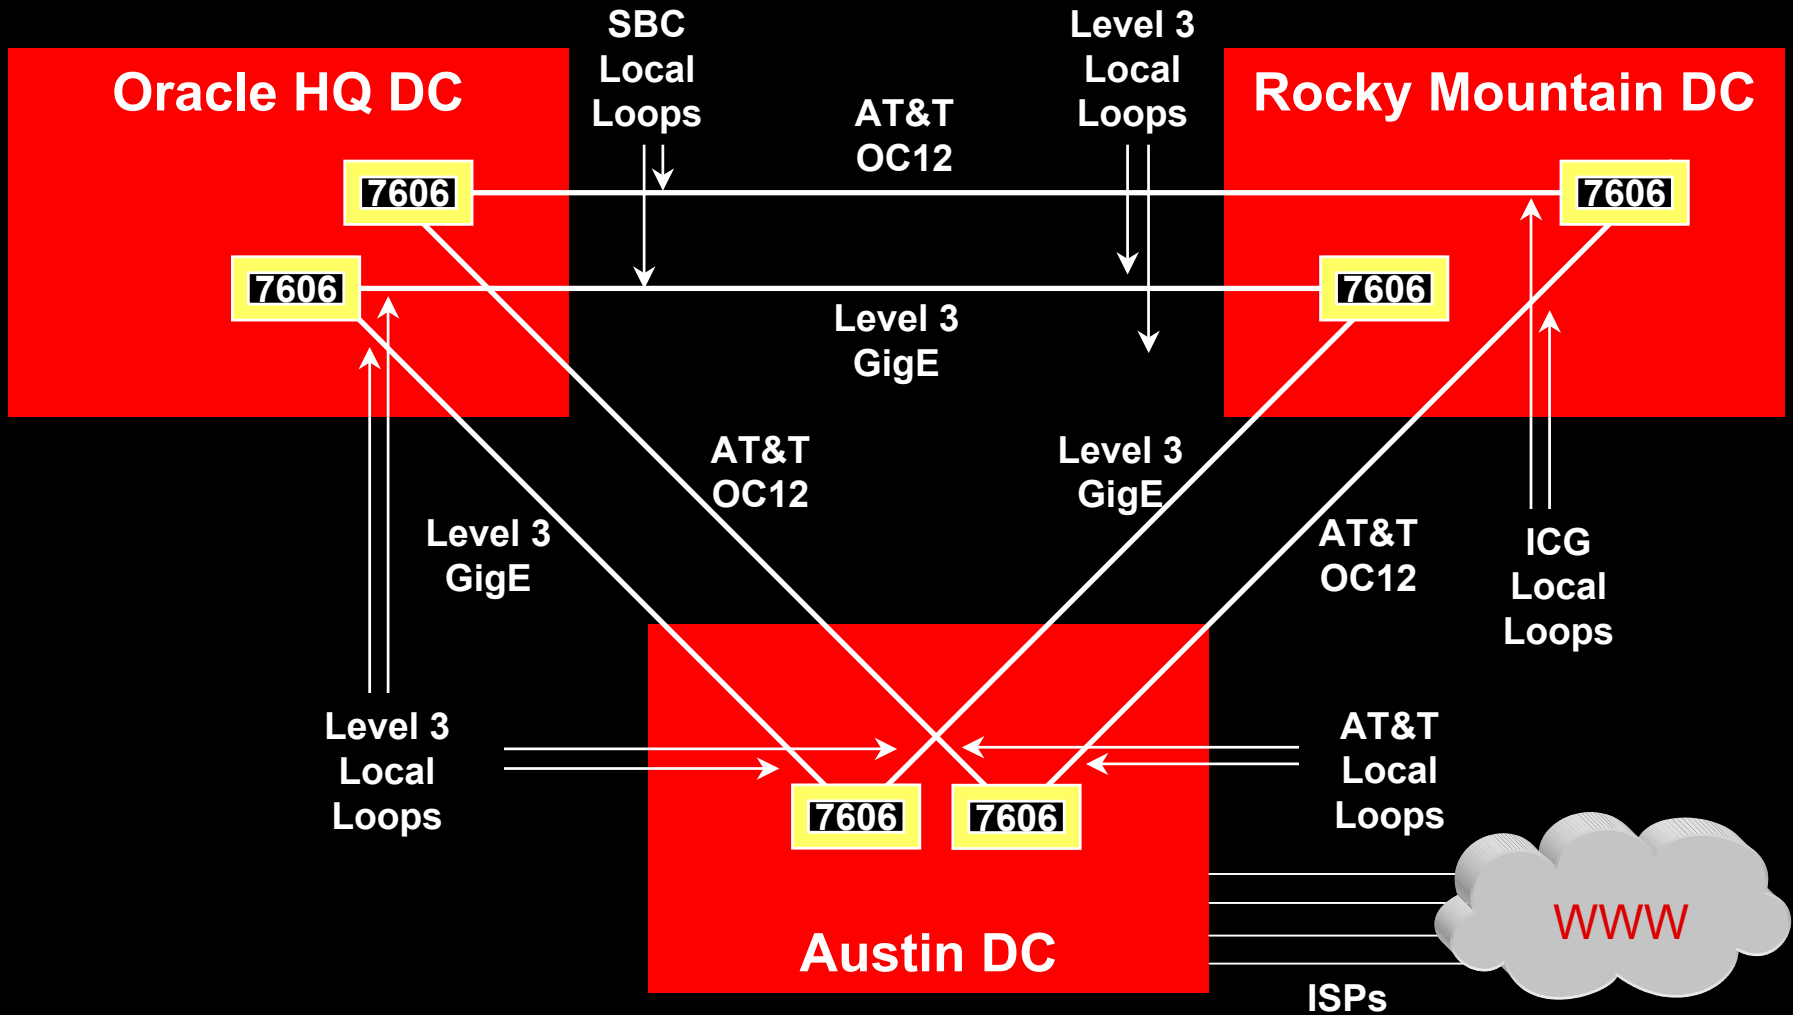 SBC
Local
Loops
Level 3
Local
Loops
Oracle HQ DC
AT&T
OC12
Rocky Mountain DC
7606
7606
7606
7606
Level 3
GigE
AT&T
OC12
Level 3
GigE
Level 3
GigE
AT&T
OC12
ICG
Local
Loops
Level 3
Local
Loops
AT&T
Local
Loops
7606
7606
Austin DC
WWW
ISPs